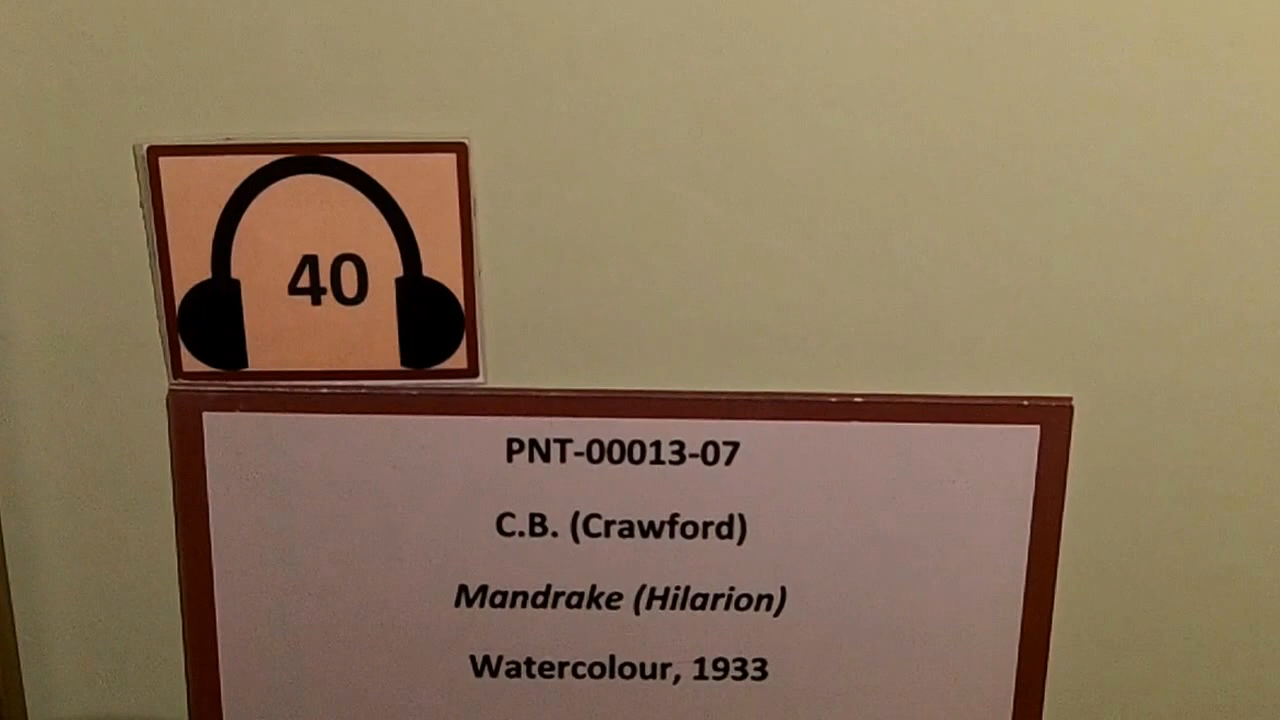 40
PNT-00013-07
C.B. (Crawford)
Mandrake (Hilarion)
Watercolour, 1933